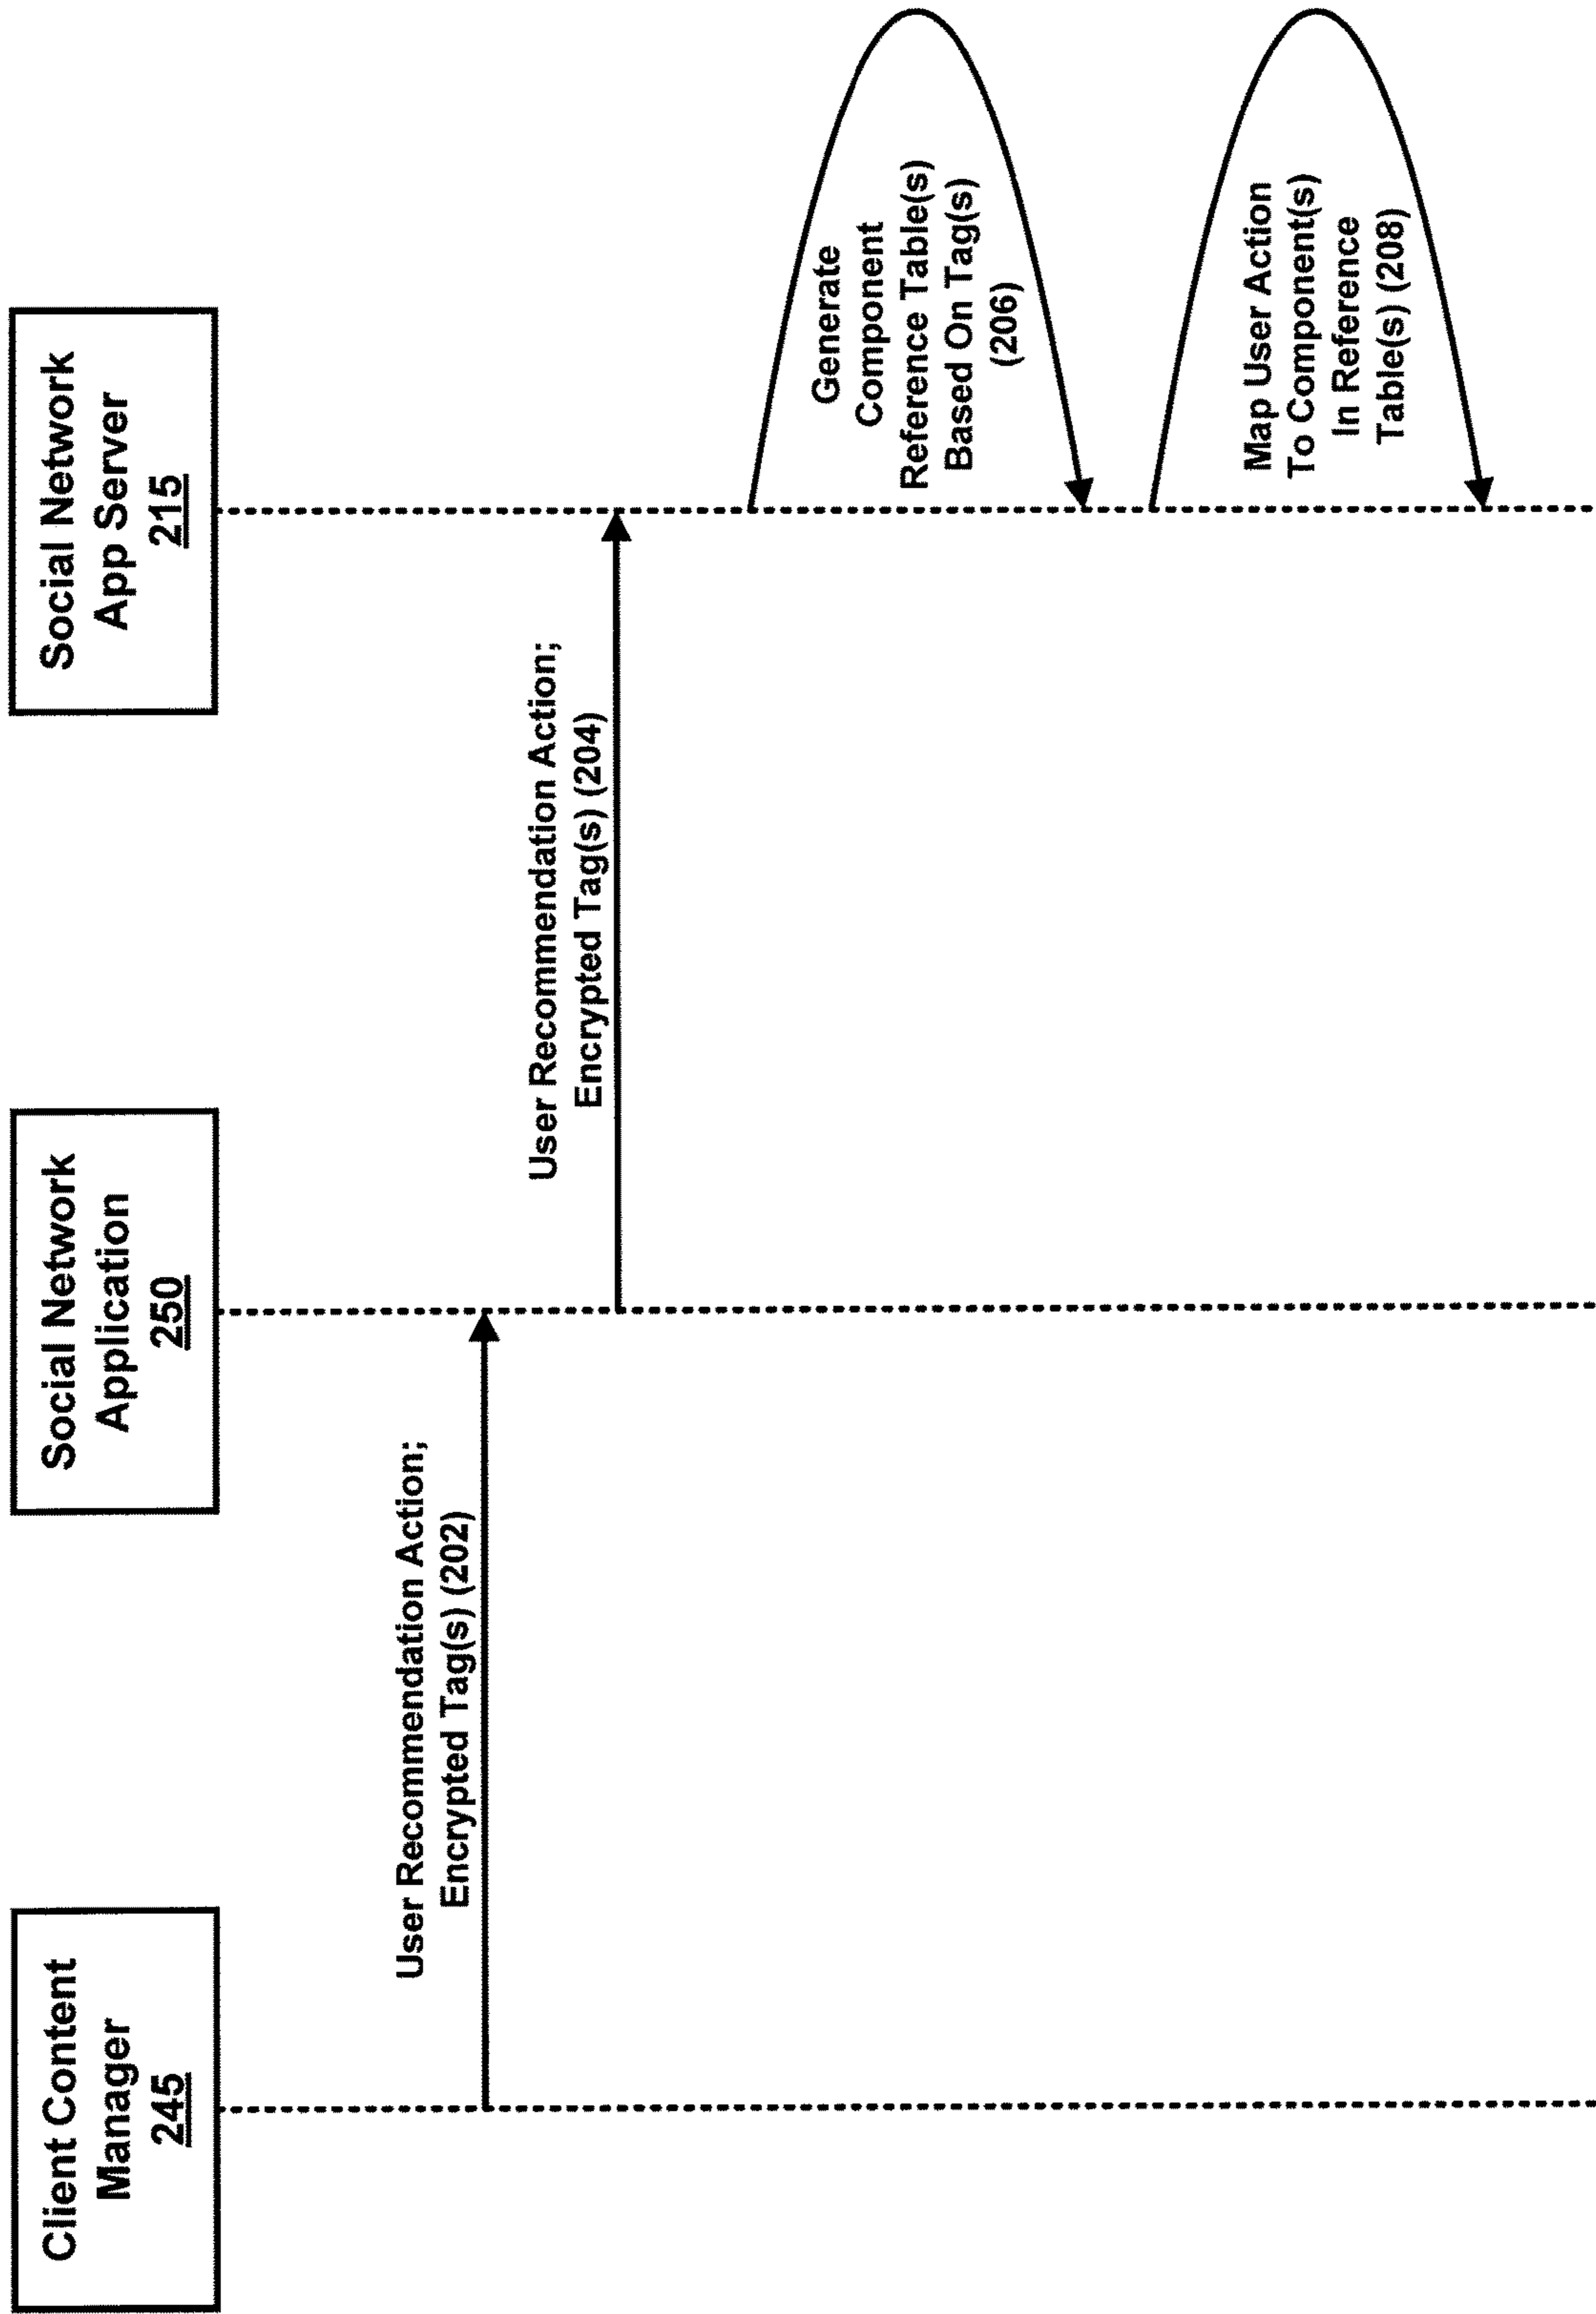 Client Content
Manager
245
Social Network
Application
250
Social Network
App Server
215
User Recommendation Action;
Encrypted Tag(s) (202)
User Recommendation Action;
Encrypted Tag(s) (204)
Generate
Component
Reference Table(s)
Based On Tag(s)
(206)
Map User Action
To Component(s)
In Reference
Table(s) (208)